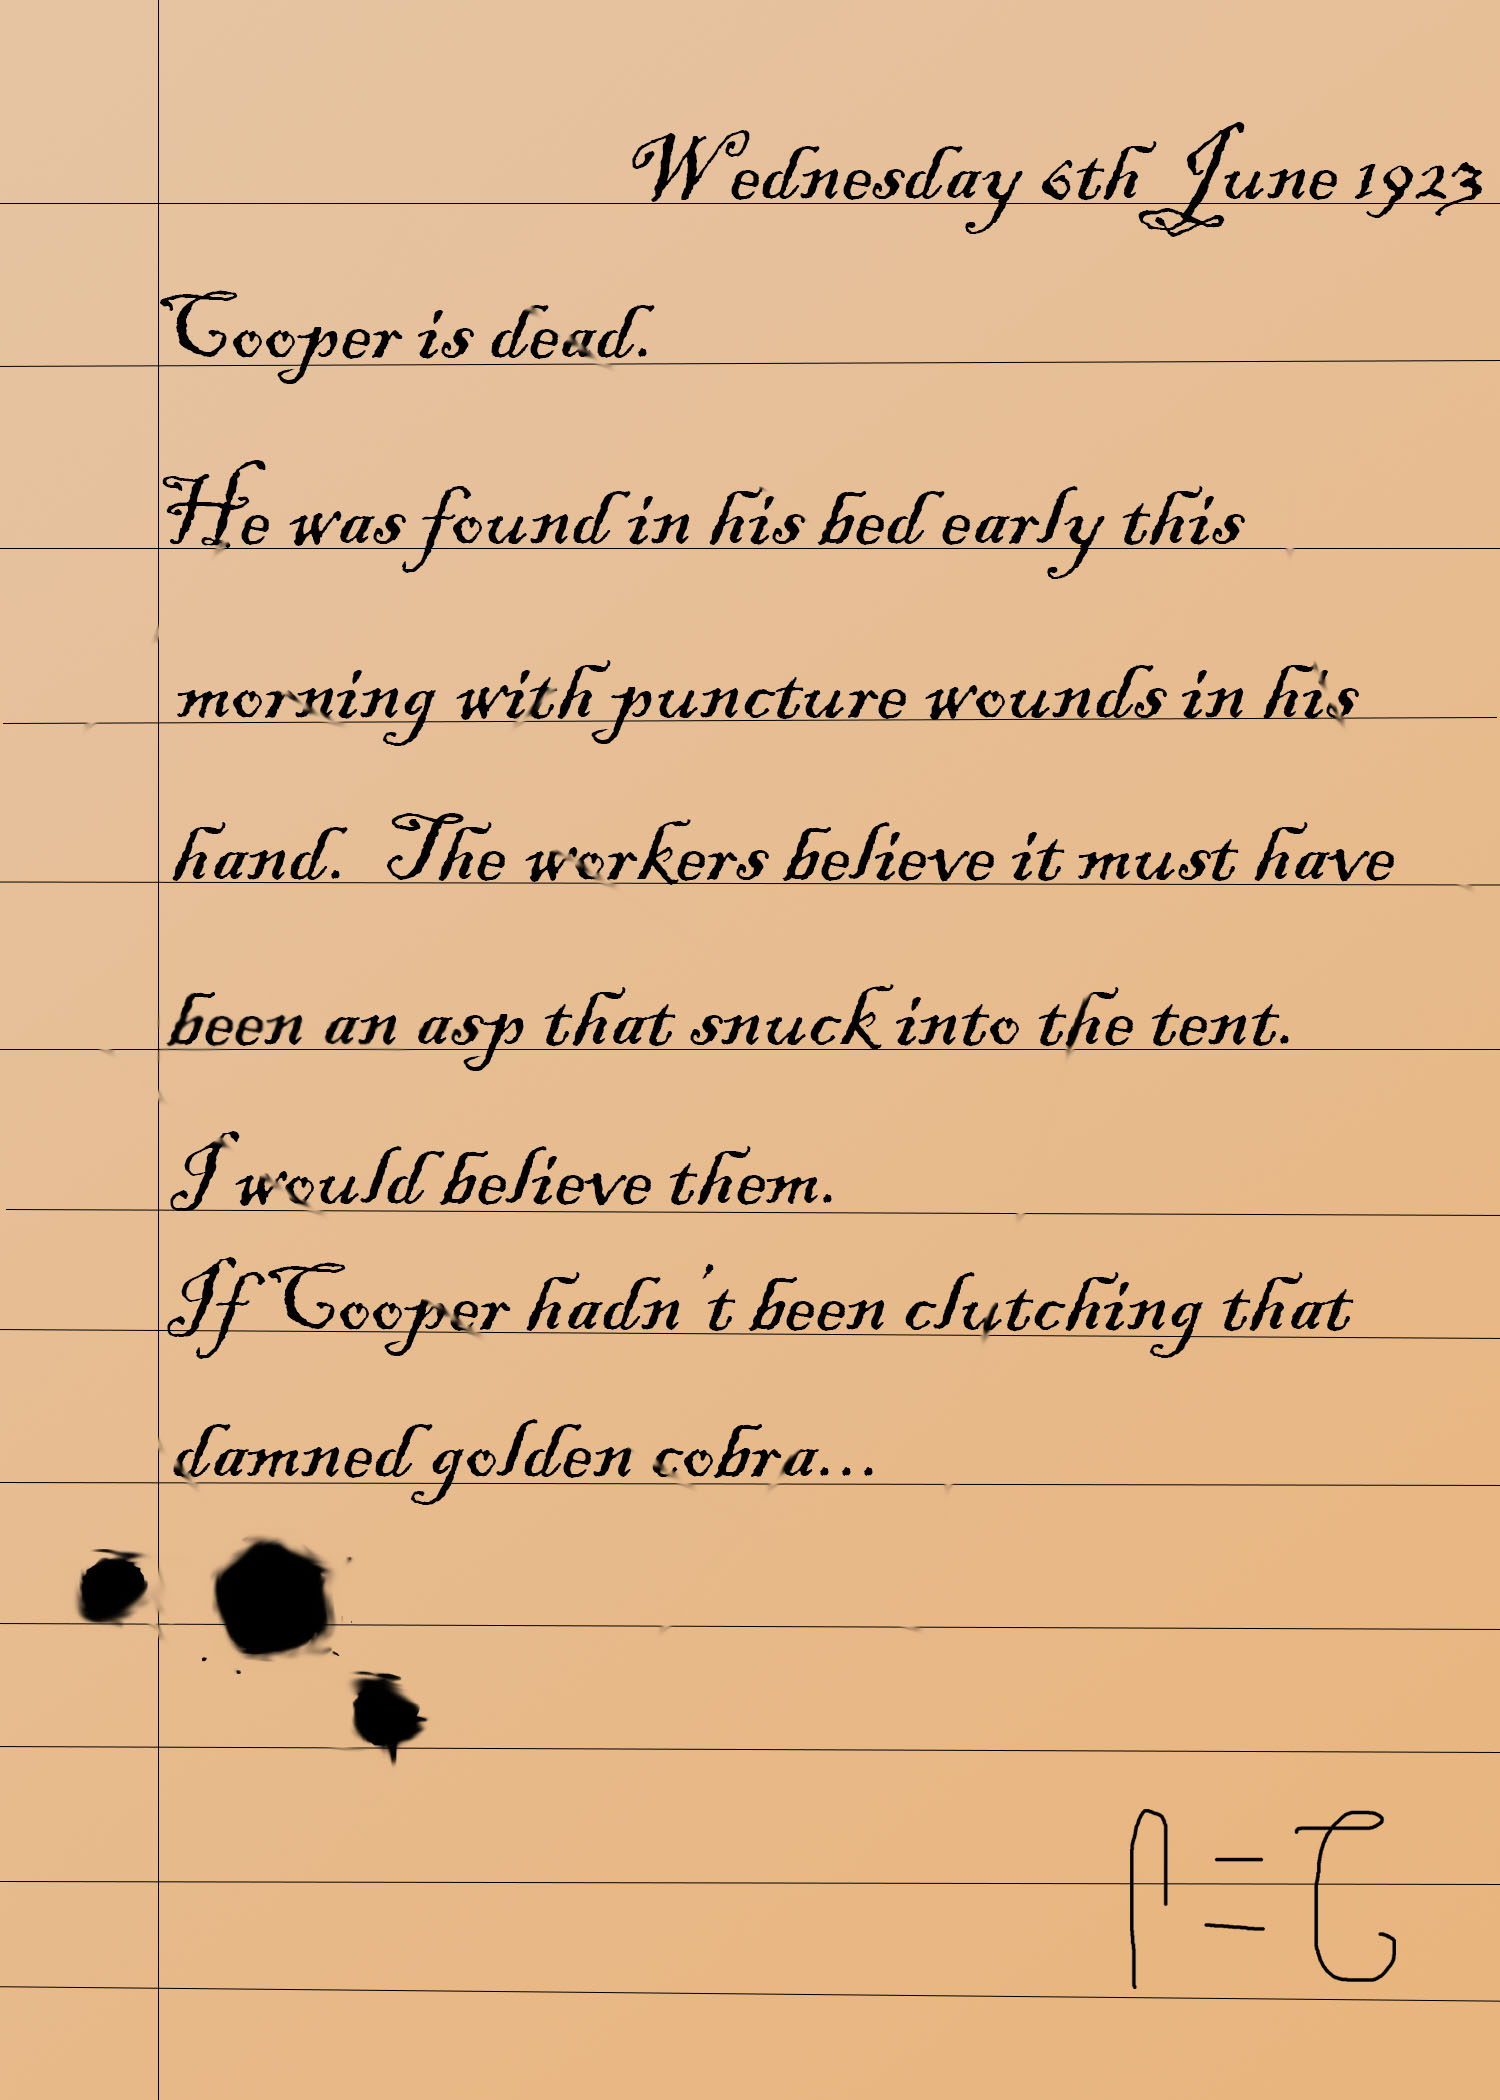 Wednesday 6th June 1923
Cooper is dead.
He was found in his bed early this
morning with puncture wounds in his
hand. The workers believe it must have
been an asp that snuck into the tent.
I would believe them.
If Cooper hadn't been clutching that
damned golden cobra...
= C